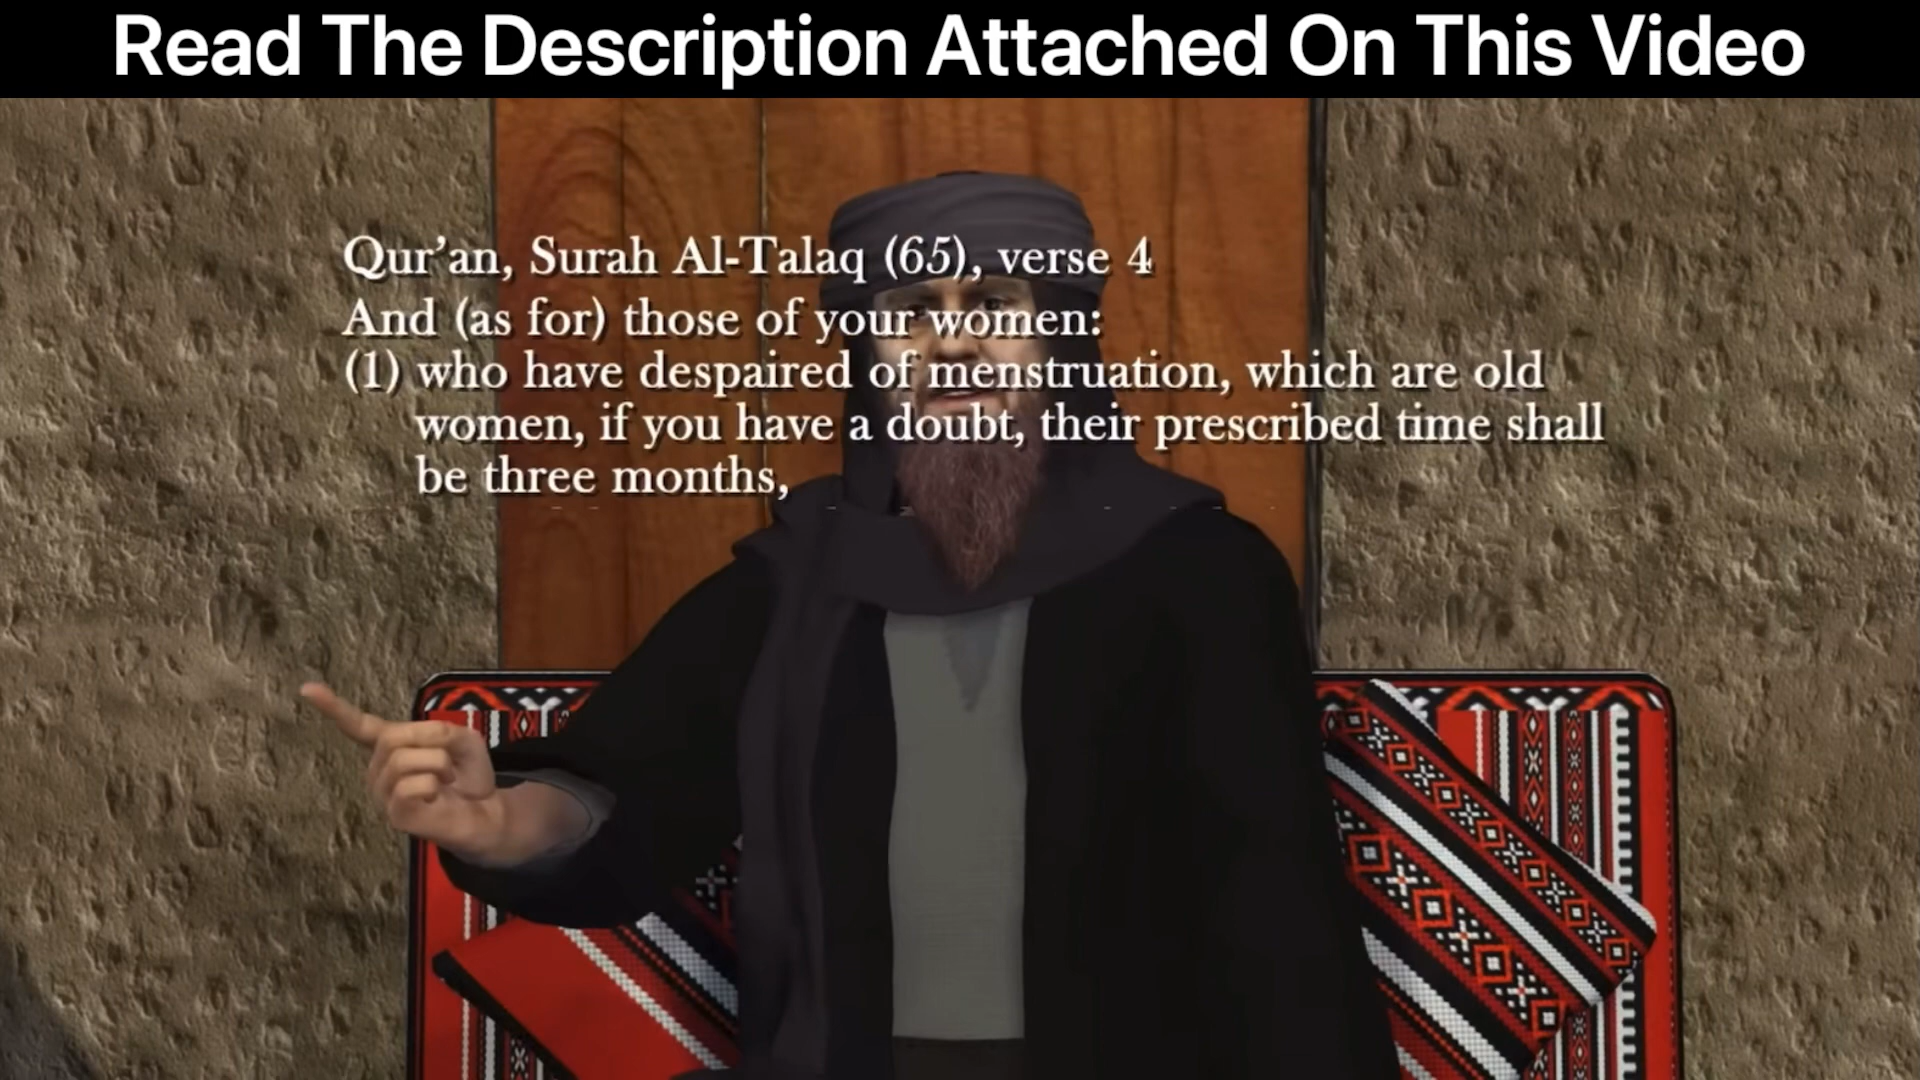 Read The Description Attached On This Video
Qur’an, Surah Al-Talaq (65), verse 4
And (as for) those of your women:
(1) who have despaired of menstruation, which are old
women, if you have a doubt, their prescribed time shall
be three months,